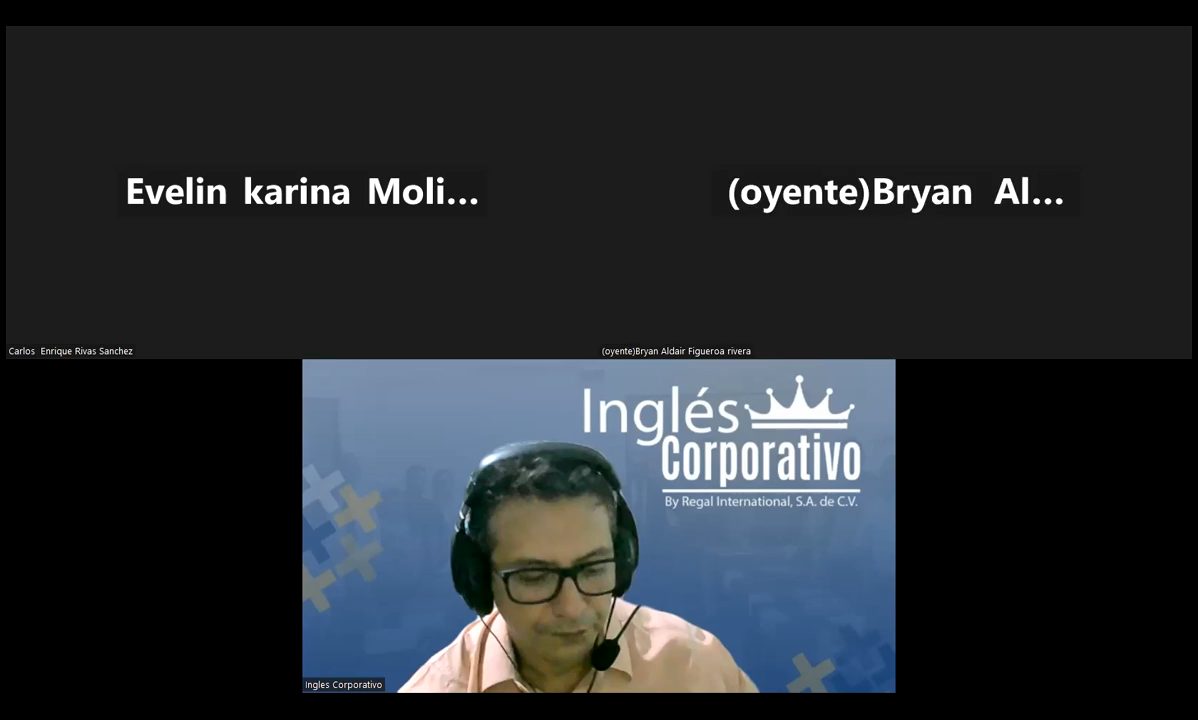 Evelin karina Moli...
(oyente)Bryan Al...
Carlos Enrique Rivas Sanchez
(oyente)Bryan Aldair Figueroa rivera
Inglés
Corporativo
By Regal International, S.A. de C.V.
Ingles Corporativo